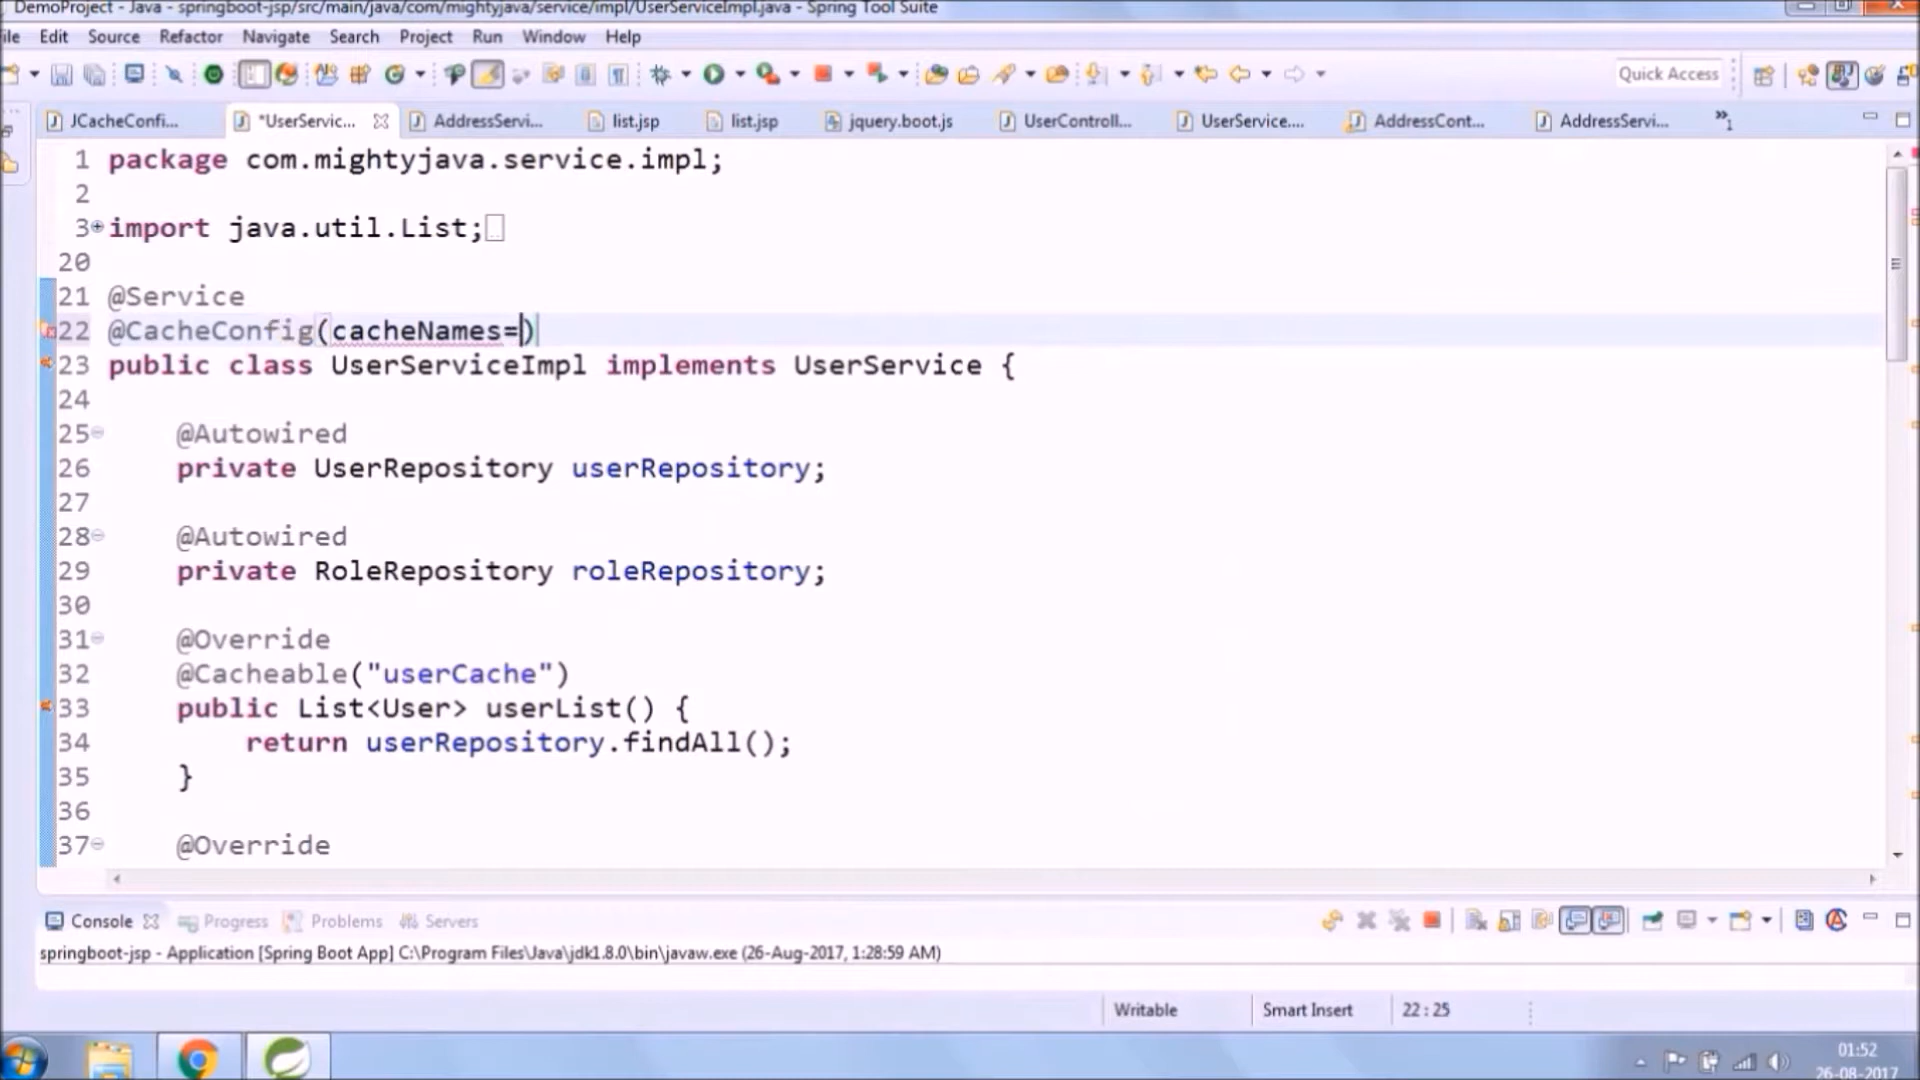 DemoProject - Java - springboot-jsp/src/main/java/com/mightyjava/service/impl/UserServiceImpl.java - Spring Tool Suite
ile Edit Source Refactor Navigate Search Project Run Window Help
Quick Access
JCacheConfi... *UserServic... AddressServi... list.jsp list.jsp jquery.boot.js UserControll... UserService.... AddressCont... AddressServi... »1
1 package com.mightyjava.service.impl;
2
3 import java.util.List;
20
21 @Service
22 @CacheConfig(cacheNames=)
23 public class UserServiceImpl implements UserService {
24
25 @Autowired
26 private UserRepository userRepository;
27
28 @Autowired
29 private RoleRepository roleRepository;
30
31 @Override
32 @Cacheable("userCache")
33 public List<User> userList() {
34 return userRepository.findAll();
35 }
36
37 @Override
Console Progress Problems Servers
springboot-jsp - Application [Spring Boot App] C:\Program Files\Java\jdk1.8.0\bin\javaw.exe (26-Aug-2017, 1:28:59 AM)
Writable Smart Insert 22 : 25
01:52
26-08-2017